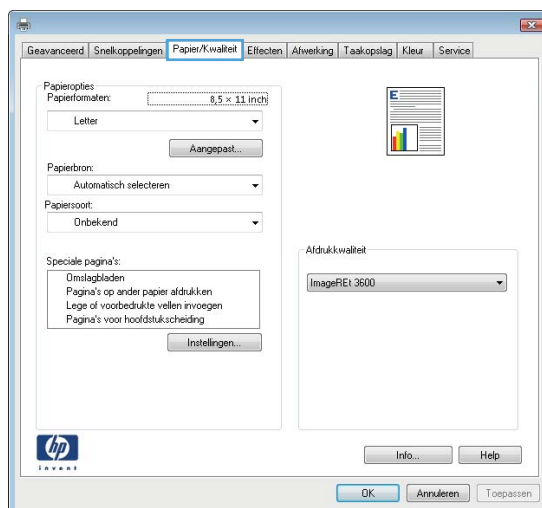 Geavanceerd Snelkoppelingen Papier/Kwaliteit Effecten Afwerking Taakopslag Kleur Service
Papieropties
Papierformaten: 8,5 × 11 inch
Letter
Aangepast...
Papierbron:
Automatisch selecteren
Papiersoort:
Onbekend
Speciale pagina's:
Omslagbladen
Pagina's op ander papier afdrukken
Lege of voorbedrukte vellen invoegen
Pagina's voor hoofdstukscheiding
Instellingen...
E
Afdrukkwaliteit
ImageREt 3600
hp
invent
Info... Help
OK Annuleren Toepassen